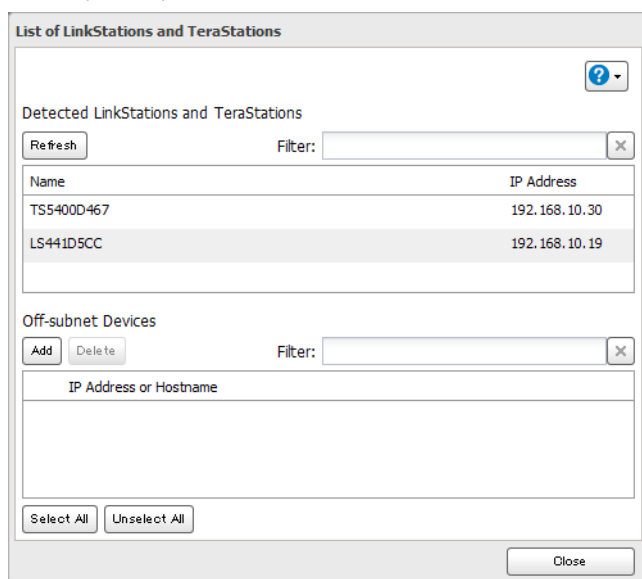 List of LinkStations and TeraStations
?
Detected LinkStations and TeraStations
Refresh Filter:
Name IP Address
TS5400D467 192.168.10.30
LS441D5CC 192.168.10.19
Off-subnet Devices
Add Delete Filter:
IP Address or Hostname
Select All Unselect All
Close